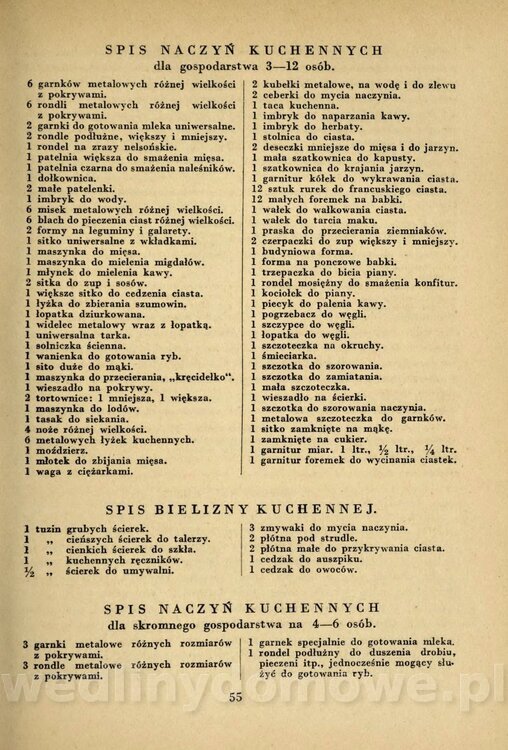 SPIS NACZYŃ KUCHENNYCH
dla gospodarstwa 3—12 osób.
6 garnków metalowych różnej wielkości
z pokrywami.
6 rondli metalowych różnej wielkości
z pokrywami.
2 garnki do gotowania mleka uniwersalne.
2 rondle podłużne, większy i mniejszy.
1 rondel na zrazy nelsońskie.
1 patelnia większa do smażenia mięsa.
1 patelnia czarna do smażenia naleśników.
1 dołkownica.
2 małe patelenki.
1 imbryk do wody.
6 misek metalowych różnej wielkości.
6 blach do pieczenia ciast różnej wielkości.
2 formy na leguminy i galarety.
1 sitko uniwersalne z wkładkami.
1 maszynka do mięsa.
1 maszynka do mielenia migdałów.
1 młynek do mielenia kawy.
2 sitka do zup i sosów.
1 większe sitko do cedzenia ciasta.
1 łyżka do zbierania szumowin.
1 łopatka dziurkowana.
1 widelec metalowy wraz z łopatką.
1 uniwersalna tarka.
1 solniczka ścienna.
1 wanienka do gotowania ryb.
1 sito duże do mąki.
1 maszynka do przecierania, „kręcidełko".
1 wieszadło na pokrywy.
2 tortownice: 1 mniejsza, 1 większa.
1 maszynka do lodów.
1 tasak do siekania.
4 noże różnej wielkości.
6 metalowych łyżek kuchennych.
1 moździerz.
1 młotek do zbijania mięsa.
1 waga z ciężarkami.
2 kubełki metalowe, na wodę i do zlewu
2 ceberki do mycia naczynia.
1 taca kuchenna.
1 imbryk do naparzania kawy.
1 imbryk do herbaty.
1 stolnica do ciasta.
2 deseczki mniejsze do mięsa i do jarzyn.
1 mała szatkownica do kapusty.
1 szatkownica do krajania jarzyn.
1 garnitur kółek do wykrawania ciasta.
12 sztuk rurek do francuskiego ciasta.
12 małych foremek na babki.
1 wałek do wałkowania ciasta.
1 wałek do tarcia maku.
1 praska do przecierania ziemniaków.
2 czerpaczki do zup większy i mniejszy.
1 budyniowa forma.
1 forma na ponczowe babki.
1 trzepaczka do bicia piany.
1 rondel mosiężny do smażenia konfitur.
1 kociołek do piany.
1 piecyk do palenia kawy.
1 pogrzebacz do węgli.
1 szczypce do węgli.
1 łopatka do węgli.
1 szczoteczka na okruchy.
1 śmieciarka.
1 szczotka do szorowania.
1 szczotka do zamiatania.
1 mała szczoteczka.
1 wieszadło na ścierki.
1 szczotka do szorowania naczynia.
1 metalowa szczoteczka do garnków.
1 sitko zamknięte na mąkę.
1 zamknięte na cukier.
1 garnitur miar. 1 ltr., ½ ltr., ¼ ltr.
1 garnitur foremek do wycinania ciastek.
SPIS BIELIZNY KUCHENNEJ.
1 tuzin grubych ścierek.
1 „ cieńszych ścierek do talerzy.
1 „ cienkich ścierek do szkła.
1 „ kuchennych ręczników.
½ „ ścierek do umywalni.
3 zmywaki do mycia naczynia.
2 płótna pod strudle.
2 płótna małe do przykrywania ciasta.
1 cedzak do auszpiku.
1 cedzak do owoców.
SPIS NACZYŃ KUCHENNYCH
dla skromnego gospodarstwa na 4—6 osób.
3 garnki metalowe różnych rozmiarów
z pokrywami.
3 rondle metalowe różnych rozmiarów
z pokrywami.
1 garnek specjalnie do gotowania mleka.
1 rondel podłużny do duszenia drobiu,
pieczeni itp., jednocześnie mogący słu-
żyć do gotowania ryb.
55
wedlinydomowe.pl